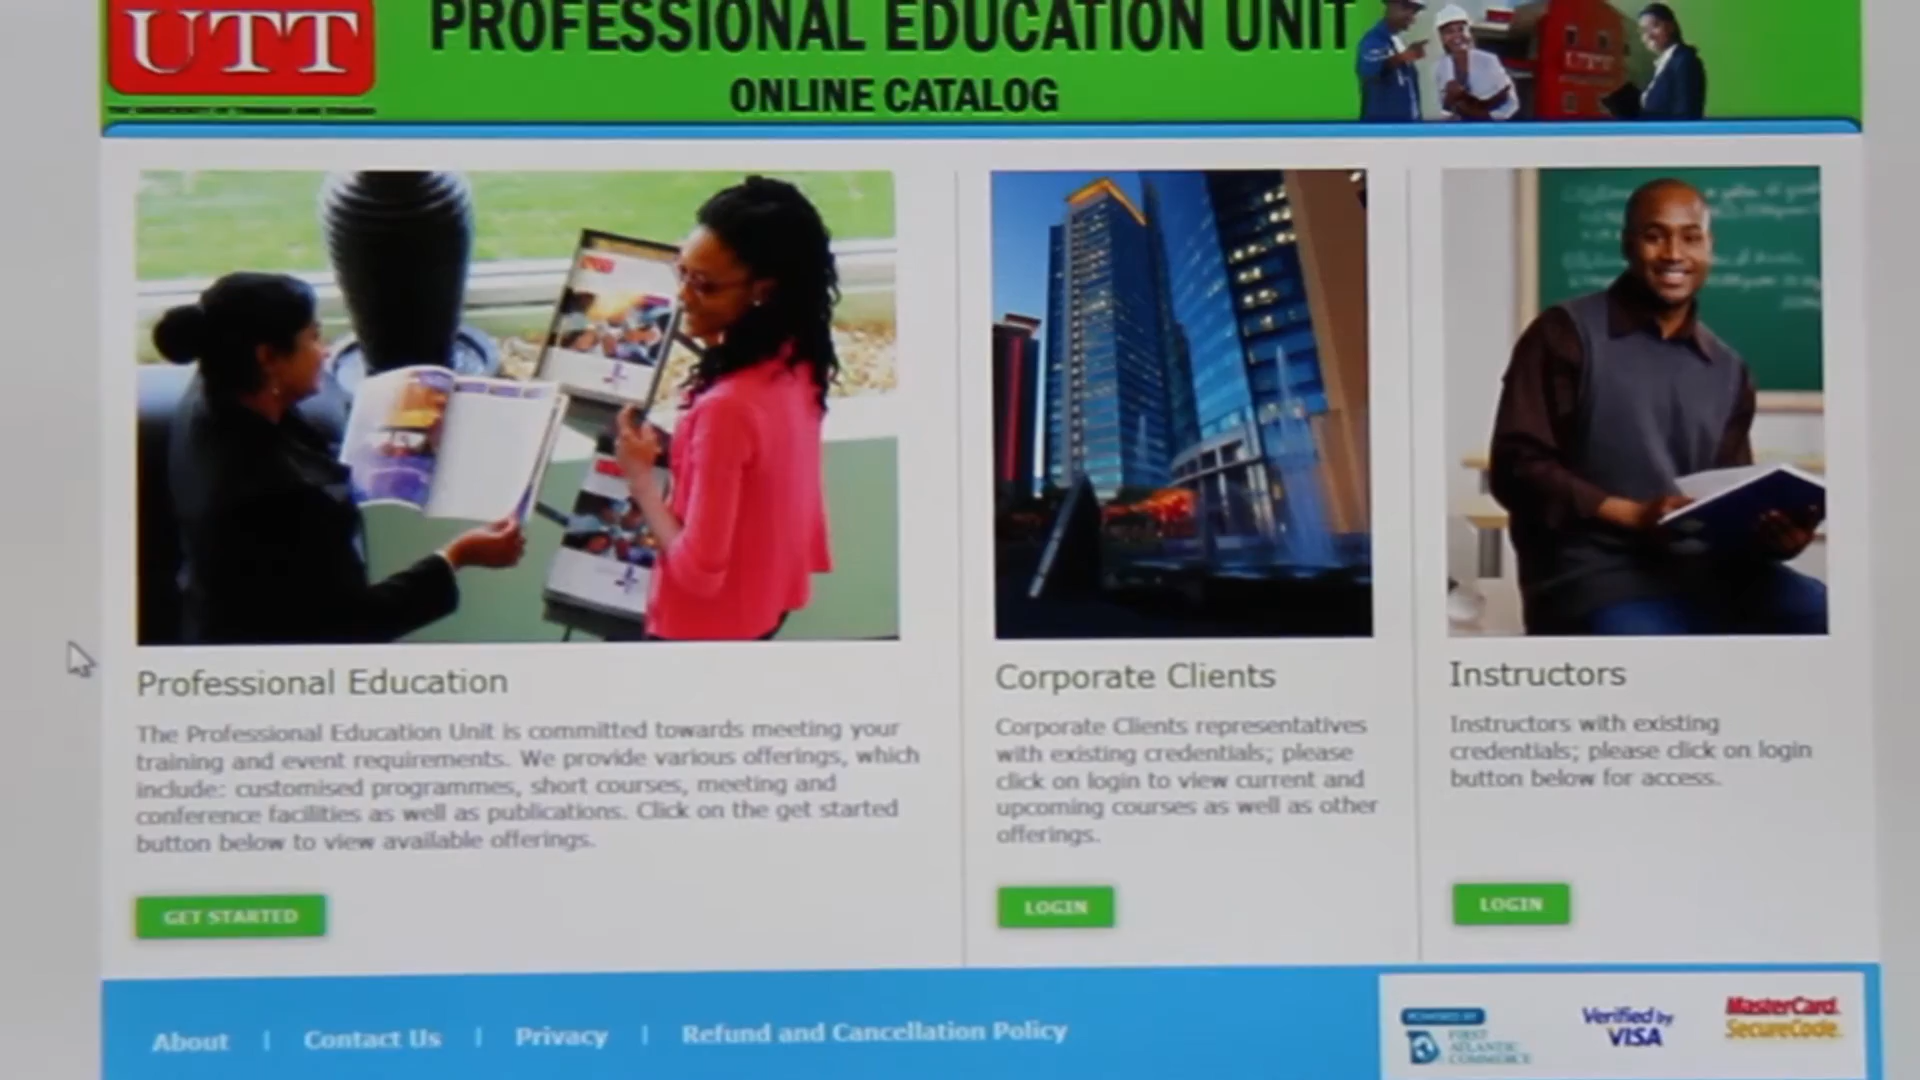 UTT
PROFESSIONAL EDUCATION UNIT
ONLINE CATALOG
Professional Education
The Professional Education Unit is committed towards meeting your
training and event requirements. We provide various offerings, which
include: customised programmes, short courses, meeting and
conference facilities as well as publications. Click on the get started
button below to view available offerings.
GET STARTED
Corporate Clients
Corporate Clients representatives
with existing credentials; please
click on login to view current and
upcoming courses as well as other
offerings.
LOGIN
Instructors
Instructors with existing
credentials; please click on login
button below for access.
LOGIN
About | Contact Us | Privacy | Refund and Cancellation Policy
POWERED BY
FIRST
ATLANTIC
COMMERCE
Verified by
VISA
MasterCard.
SecureCode.